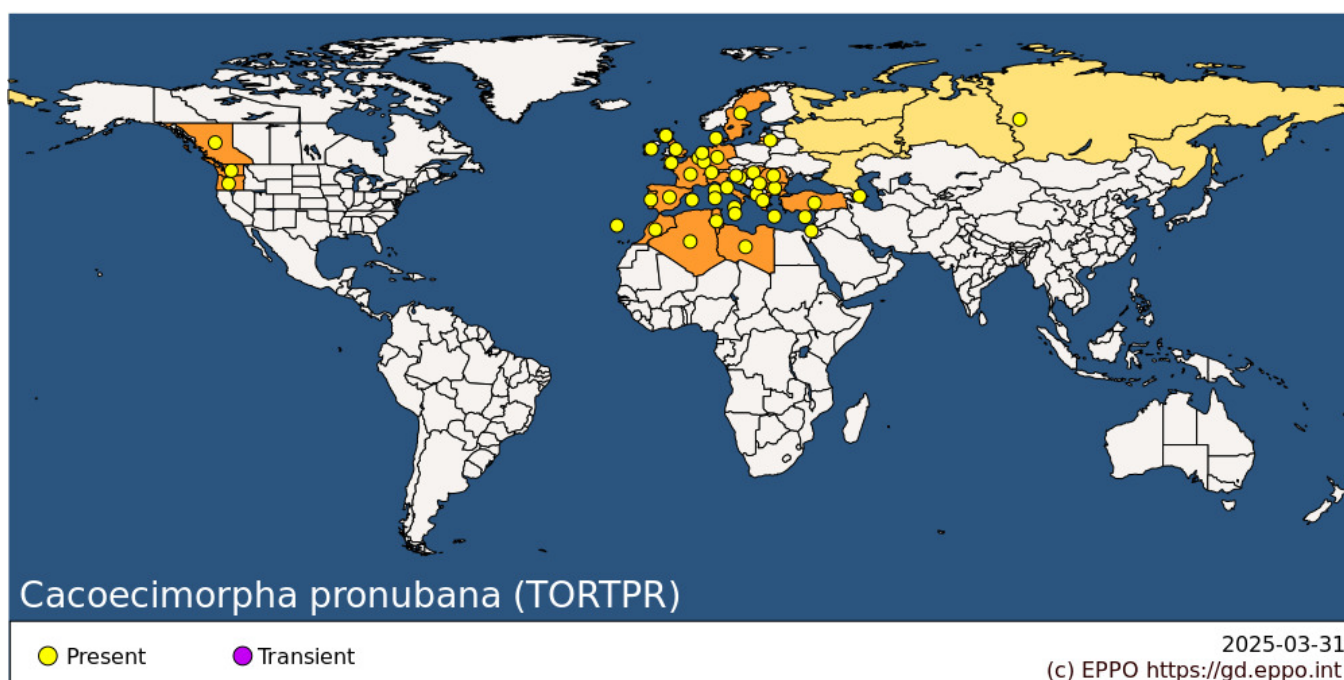 Cacoecimorpha pronubana (TORTPR)
Present
Transient
2025-03-31
(c) EPPO https://gd.eppo.int